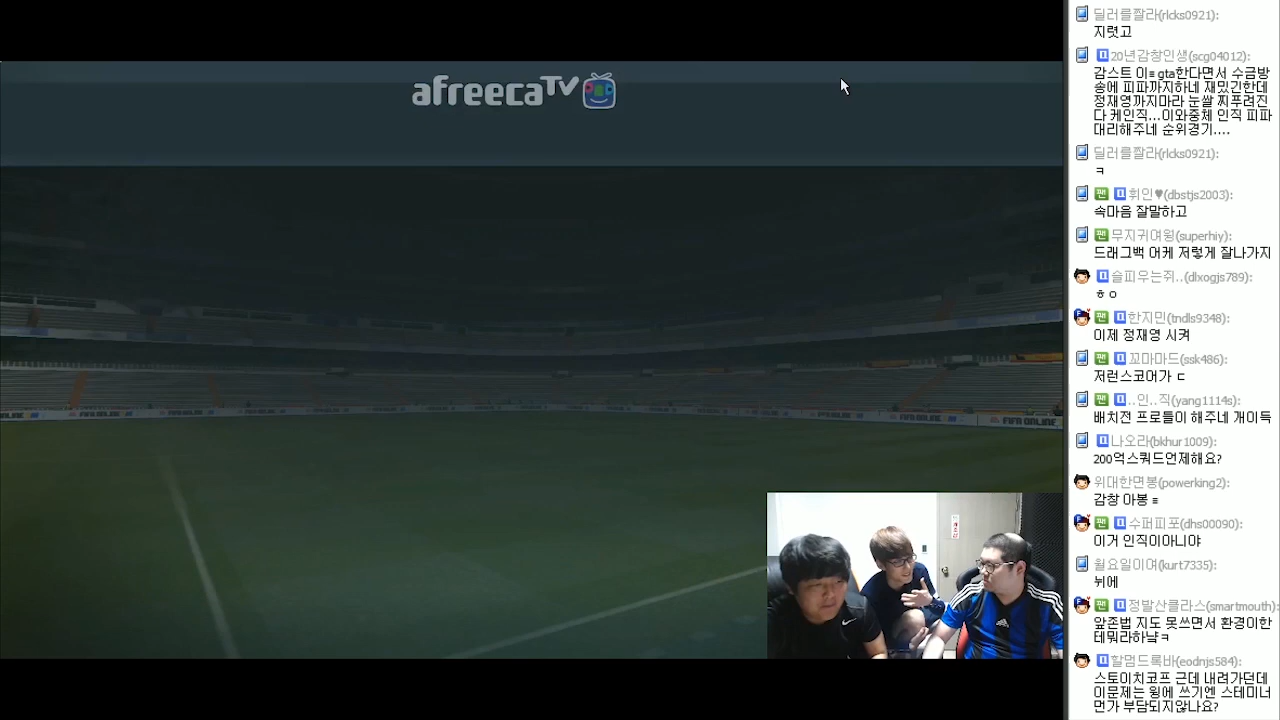 afreecaTV
FIFA ONLINE
딜러를짤라(rlcks0921):
지렷고
20년감창인생(scg04012):
감스트 이ㅌgta한다면서 수금방
송에 피파까지하네 재밌긴한데
정재영까지마라 눈쌀 찌푸려진
다 케인직...이와중체 인직 피파
대리해주네 순위경기....
딜러를짤라(rlcks0921):
ㅋ
팬 휘인♥(dbstjs2003):
속마음 잘말하고
팬 무지귀여웡(superhiy):
드래그백 어케 저렇게 잘나가지
슬피우는쥐..(dlxogjs789):
ㅎㅇ
팬 한지민(tndls9348):
이제 정재영 시켜
팬 꼬마마드(ssk486):
저런스코어가 ㄷ
팬 ..인..직(yang1114s):
배치전 프로들이 해주네 개이득
나오라(bkhur1009):
200억스쿼드언제해요?
위대한면봉(powerking2):
감창 아봉 ㅌ
팬 수퍼피포(dhs00090):
이거 인직이아니야
월요일이여(kurt7335):
뉘에
팬 정발산클라스(smartmouth):
앞존법 지도 못쓰면서 환경이한
테뭐라하냨ㅋ
할멈드록바(eodnjs584):
스토이치코프 근데 내려가던데
이문제는 윙에 쓰기엔 스테미너
먼가 부담되지않나요?